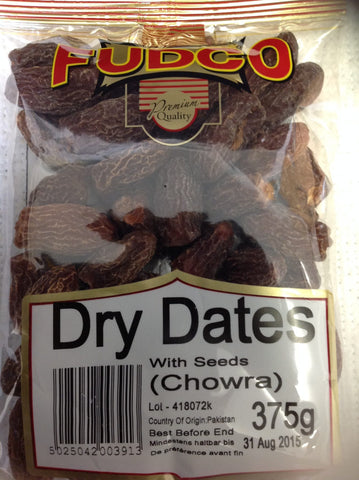 FUDCO
Premium
Quality
Dry Dates
With Seeds
(Chowra)
Lot - 418072k
375g
Country Of Origin:Pakistan
Best Before End
Mindestens haltbar bis 31 Aug 2015
De préférence avant fin
5025042003913